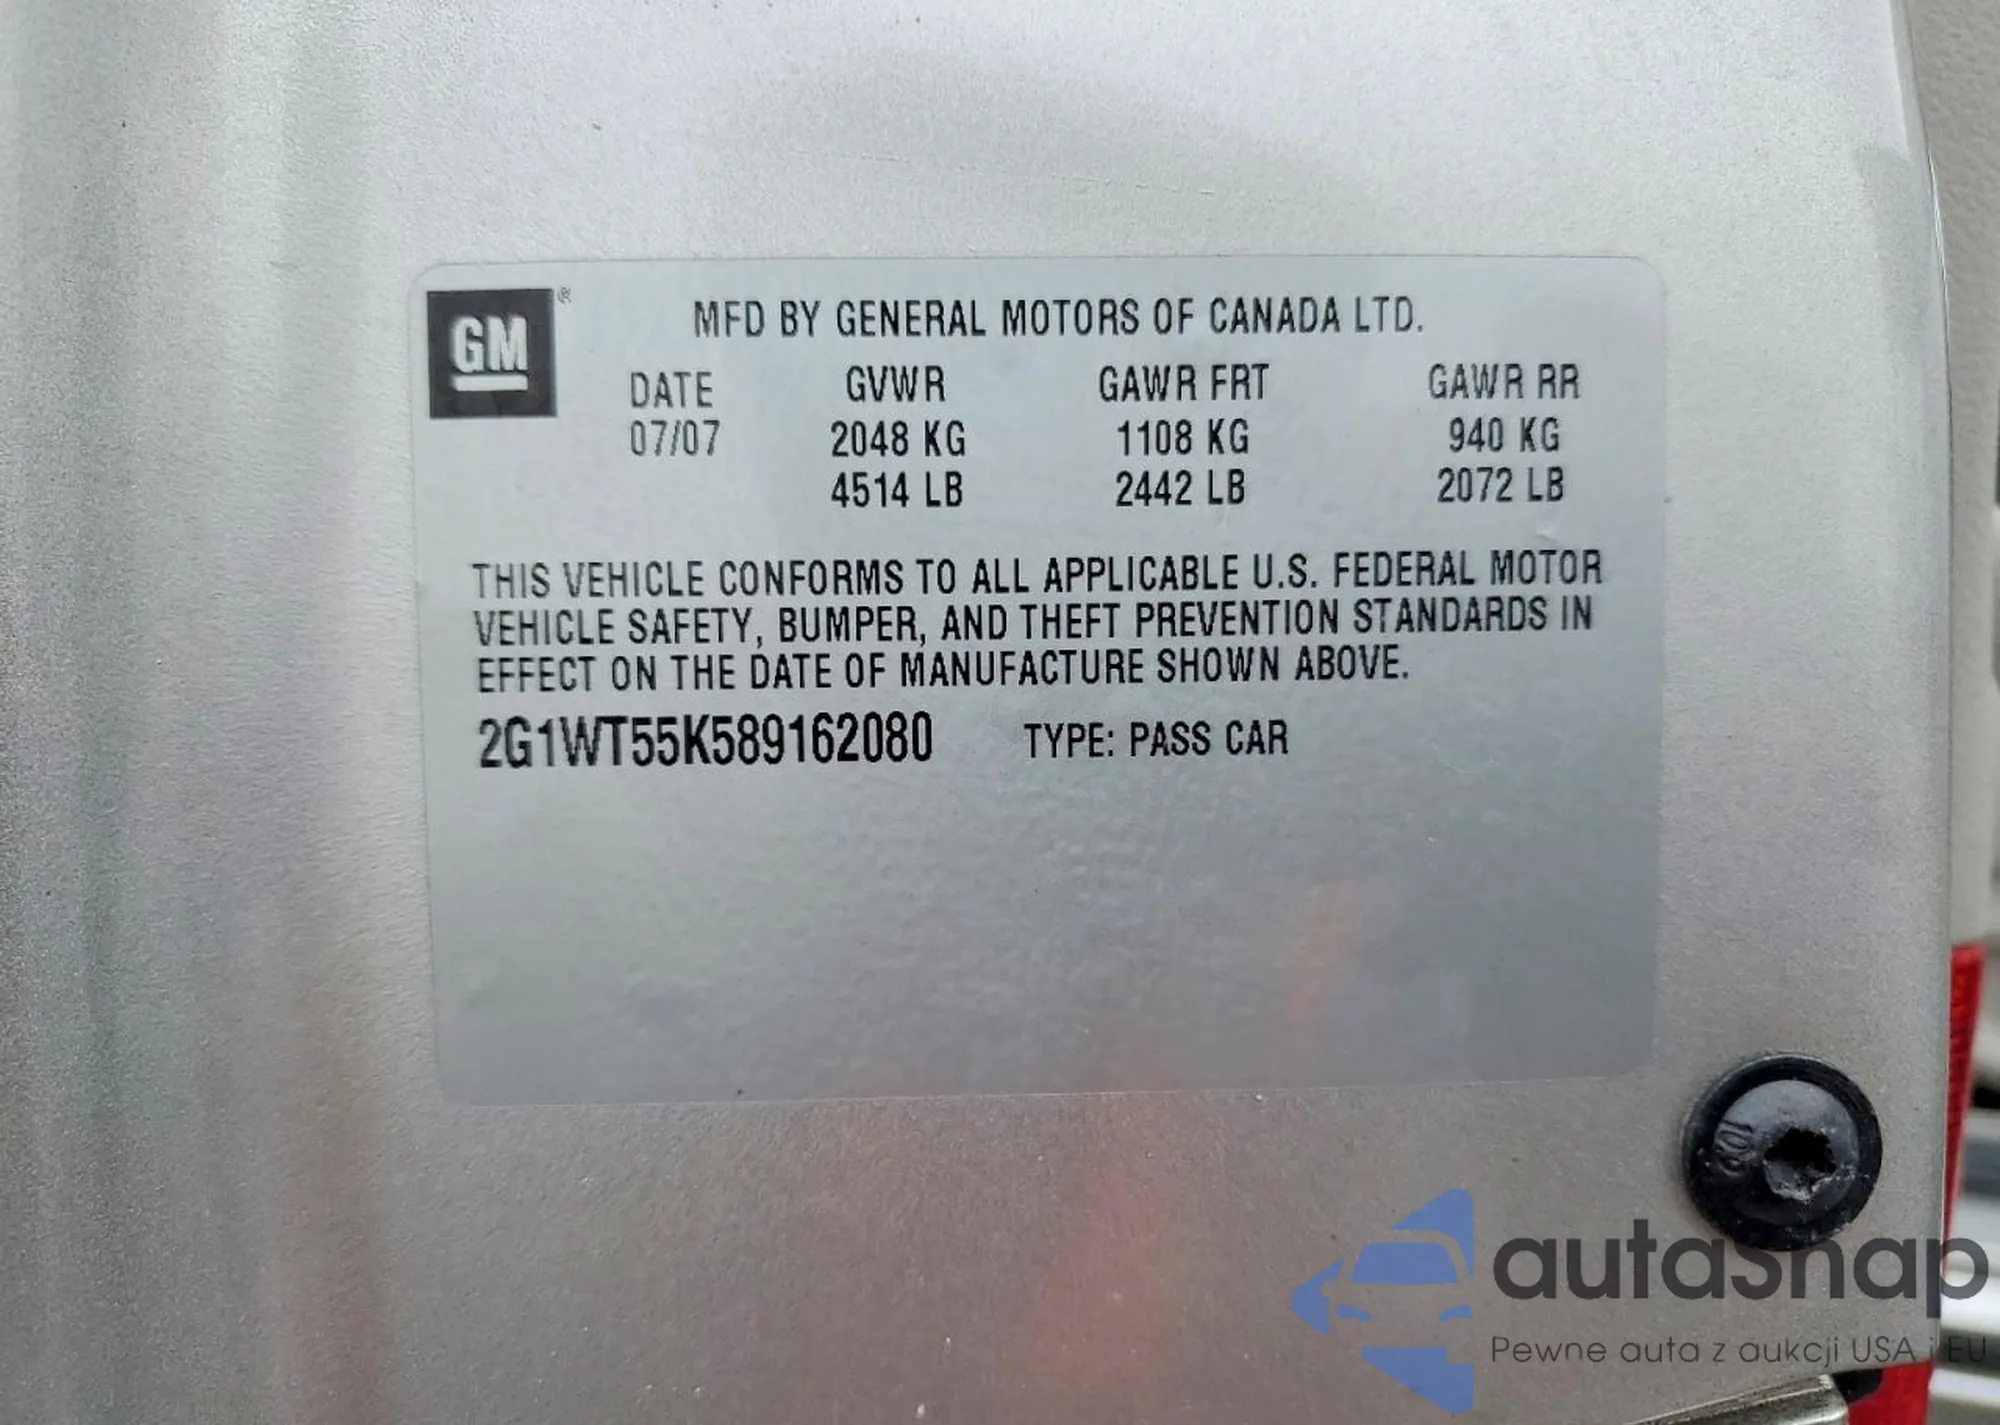 GM
MFD BY GENERAL MOTORS OF CANADA LTD.
DATE GVWR GAWR FRT GAWR RR
07/07 2048 KG 1108 KG 940 KG
4514 LB 2442 LB 2072 LB
THIS VEHICLE CONFORMS TO ALL APPLICABLE U.S. FEDERAL MOTOR
VEHICLE SAFETY, BUMPER, AND THEFT PREVENTION STANDARDS IN
EFFECT ON THE DATE OF MANUFACTURE SHOWN ABOVE.
2G1WT55K589162080 TYPE: PASS CAR
autasnap
Pewne auta z aukcji USA i EU